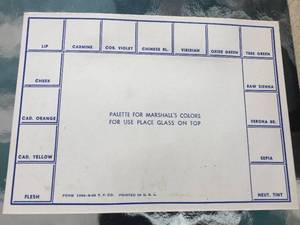 LIP
CARMINE
COB. VIOLET
CHINESE BL.
VIRIDIAN
OXIDE GREEN
TREE GREEN
CHEEK
RAW SIENNA
CAD. ORANGE
VERONA BR.
CAD. YELLOW
SEPIA
FLESH
NEUT. TINT
PALETTE FOR MARSHALL'S COLORS
FOR USE PLACE GLASS ON TOP
PRINTED IN U. S. A.